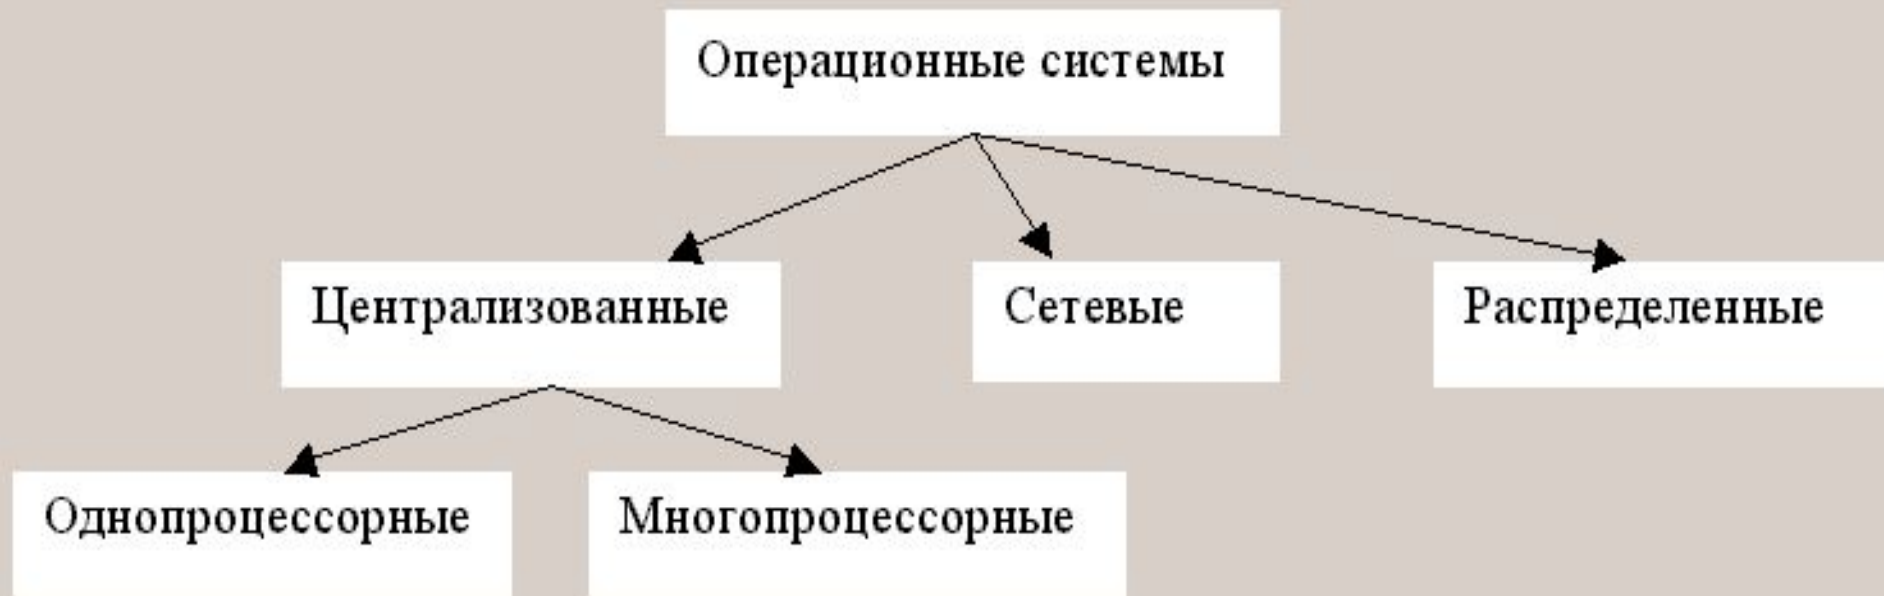 Операционные системы
Централизованные
Сетевые
Распределенные
Однопроцессорные
Многопроцессорные